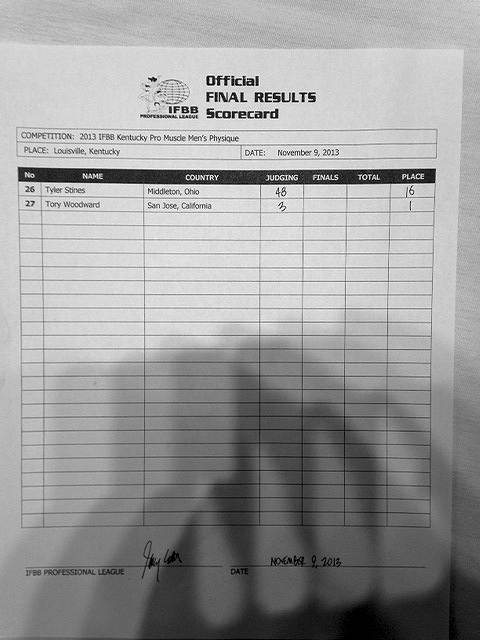 Official
FINAL RESULTS
Scorecard
IFBB
PROFESSIONAL LEAGUE
COMPETITION: 2013 IFBB Kentucky Pro Muscle Men's Physique
PLACE: Louisville, Kentucky DATE: November 9, 2013
No NAME COUNTRY JUDGING FINALS TOTAL PLACE
26 Tyler Stines Middleton, Ohio 48 16
27 Tory Woodward San Jose, California 3 1
NOVEMBER 9, 2013
IFBB PROFESSIONAL LEAGUE DATE